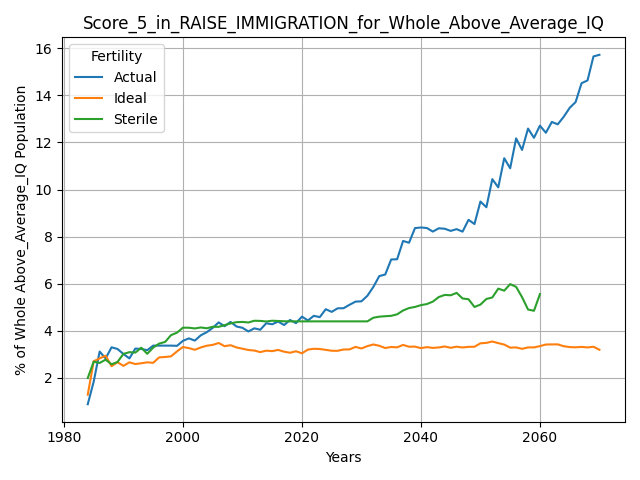 Score_5_in_RAISE_IMMIGRATION_for_Whole_Above_Average_IQ
% of Whole Above_Average_IQ Population
16
14
12
10
8
6
4
2
Fertility
Actual
Ideal
Sterile
1980
2000
2020
2040
2060
Years